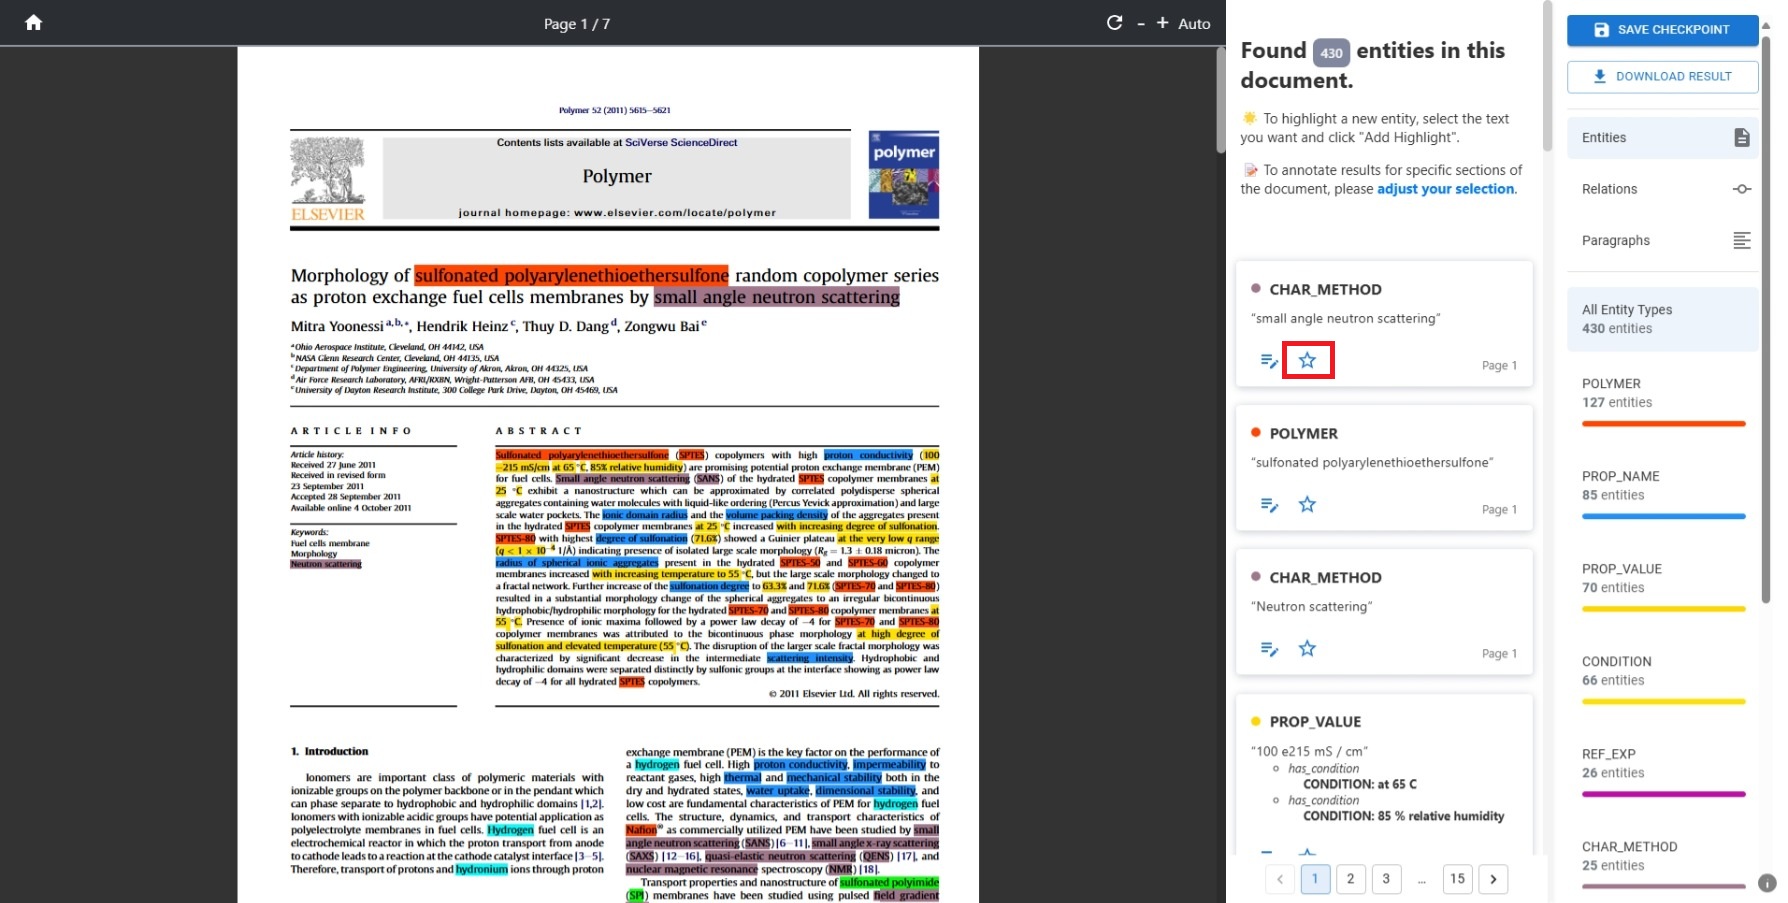 Page 1 / 7
- + Auto
Polymer 52 (2011) 5615–5621
Contents lists available at SciVerse ScienceDirect
Polymer
journal homepage: www.elsevier.com/locate/polymer
ELSEVIER
polymer
Morphology of sulfonated polyarylenethioethersulfone random copolymer series
as proton exchange fuel cells membranes by small angle neutron scattering
Mitra Yoonessi a,b,*, Hendrik Heinz c, Thuy D. Dang d, Zongwu Bai e
a Ohio Aerospace Institute, Cleveland, OH 44142, USA
b NASA Glenn Research Center, Cleveland, OH 44135, USA
c Department of Polymer Engineering, University of Akron, Akron, OH 44325, USA
d Air Force Research Laboratory, AFRL/RXBN, Wright-Patterson AFB, OH 45433, USA
e University of Dayton Research Institute, 300 College Park Drive, Dayton, OH 45469, USA
ARTICLE INFO
Article history:
Received 27 June 2011
Received in revised form
23 September 2011
Accepted 28 September 2011
Available online 4 October 2011
Keywords:
Fuel cells membrane
Morphology
Neutron scattering
ABSTRACT
Sulfonated polyarylenethioethersulfone (SPTES) copolymers with high proton conductivity (100
–215 mS/cm at 65 °C, 85% relative humidity) are promising potential proton exchange membrane (PEM)
for fuel cells. Small angle neutron scattering (SANS) of the hydrated SPTES copolymer membranes at
25 °C exhibit a nanostructure which can be approximated by correlated polydisperse spherical
aggregates containing water molecules with liquid-like ordering (Percus Yevick approximation) and large
scale water pockets. The ionic domain radius and the volume packing density of the aggregates present
in the hydrated SPTES copolymer membranes at 25 °C increased with increasing degree of sulfonation.
SPTES-80 with highest degree of sulfonation (71.6%) showed a Guinier plateau at the very low q range
(q < 1 × 10⁻⁴ 1/Å) indicating presence of isolated large scale morphology (Rg = 1.3 ± 0.18 micron). The
radius of spherical ionic aggregates present in the hydrated SPTES-50 and SPTES-60 copolymer
membranes increased with increasing temperature to 55 °C, but the large scale morphology changed to
a fractal network. Further increase of the sulfonation degree to 63.3% and 71.6% (SPTES-70 and SPTES-80)
resulted in a substantial morphology change of the spherical aggregates to an irregular bicontinuous
hydrophobic/hydrophilic morphology for the hydrated SPTES-70 and SPTES-80 copolymer membranes at
55 °C. Presence of ionic maxima followed by a power law decay of –4 for SPTES-70 and SPTES-80
copolymer membranes was attributed to the bicontinuous phase morphology at high degree of
sulfonation and elevated temperature (55 °C). The disruption of the larger scale fractal morphology was
characterized by significant decrease in the intermediate scattering intensity. Hydrophobic and
hydrophilic domains were separated distinctly by sulfonic groups at the interface showing as power law
decay of –4 for all hydrated SPTES copolymers.
© 2011 Elsevier Ltd. All rights reserved.
1. Introduction
Ionomers are important class of polymeric materials with
ionizable groups on the polymer backbone or in the pendant which
can phase separate to hydrophobic and hydrophilic domains [1,2].
Ionomers with ionizable acidic groups have potential application as
polyelectrolyte membranes in fuel cells. Hydrogen fuel cell is an
electrochemical reactor in which the proton transport from anode
to cathode leads to a reaction at the cathode catalyst interface [3–5].
Therefore, transport of protons and hydronium ions through proton
exchange membrane (PEM) is the key factor on the performance of
a hydrogen fuel cell. High proton conductivity, impermeability to
reactant gases, high thermal and mechanical stability both in the
dry and hydrated states, water uptake, dimensional stability, and
low cost are fundamental characteristics of PEM for hydrogen fuel
cells. The structure, dynamics, and transport characteristics of
Nafion® as commercially utilized PEM have been studied by small
angle neutron scattering (SANS) [6–11], small angle x-ray scattering
(SAXS) [12–16], quasi-elastic neutron scattering (QENS) [17], and
nuclear magnetic resonance spectroscopy (NMR) [18].
Transport properties and nanostructure of sulfonated polyimide
(SPI) membranes have been studied using pulsed field gradient
Found 430 entities in this
document.
To highlight a new entity, select the text
you want and click "Add Highlight".
To annotate results for specific sections of
the document, please adjust your selection.
CHAR_METHOD
“small angle neutron scattering”
Page 1
POLYMER
“sulfonated polyarylenethioethersulfone”
Page 1
CHAR_METHOD
“Neutron scattering”
Page 1
PROP_VALUE
“100 e215 mS / cm”
has_condition
CONDITION: at 65 C
has_condition
CONDITION: 85 % relative humidity
< 1 2 3 ... 15 >
SAVE CHECKPOINT
DOWNLOAD RESULT
Entities
Relations
Paragraphs
All Entity Types
430 entities
POLYMER
127 entities
PROP_NAME
85 entities
PROP_VALUE
70 entities
CONDITION
66 entities
REF_EXP
26 entities
CHAR_METHOD
25 entities